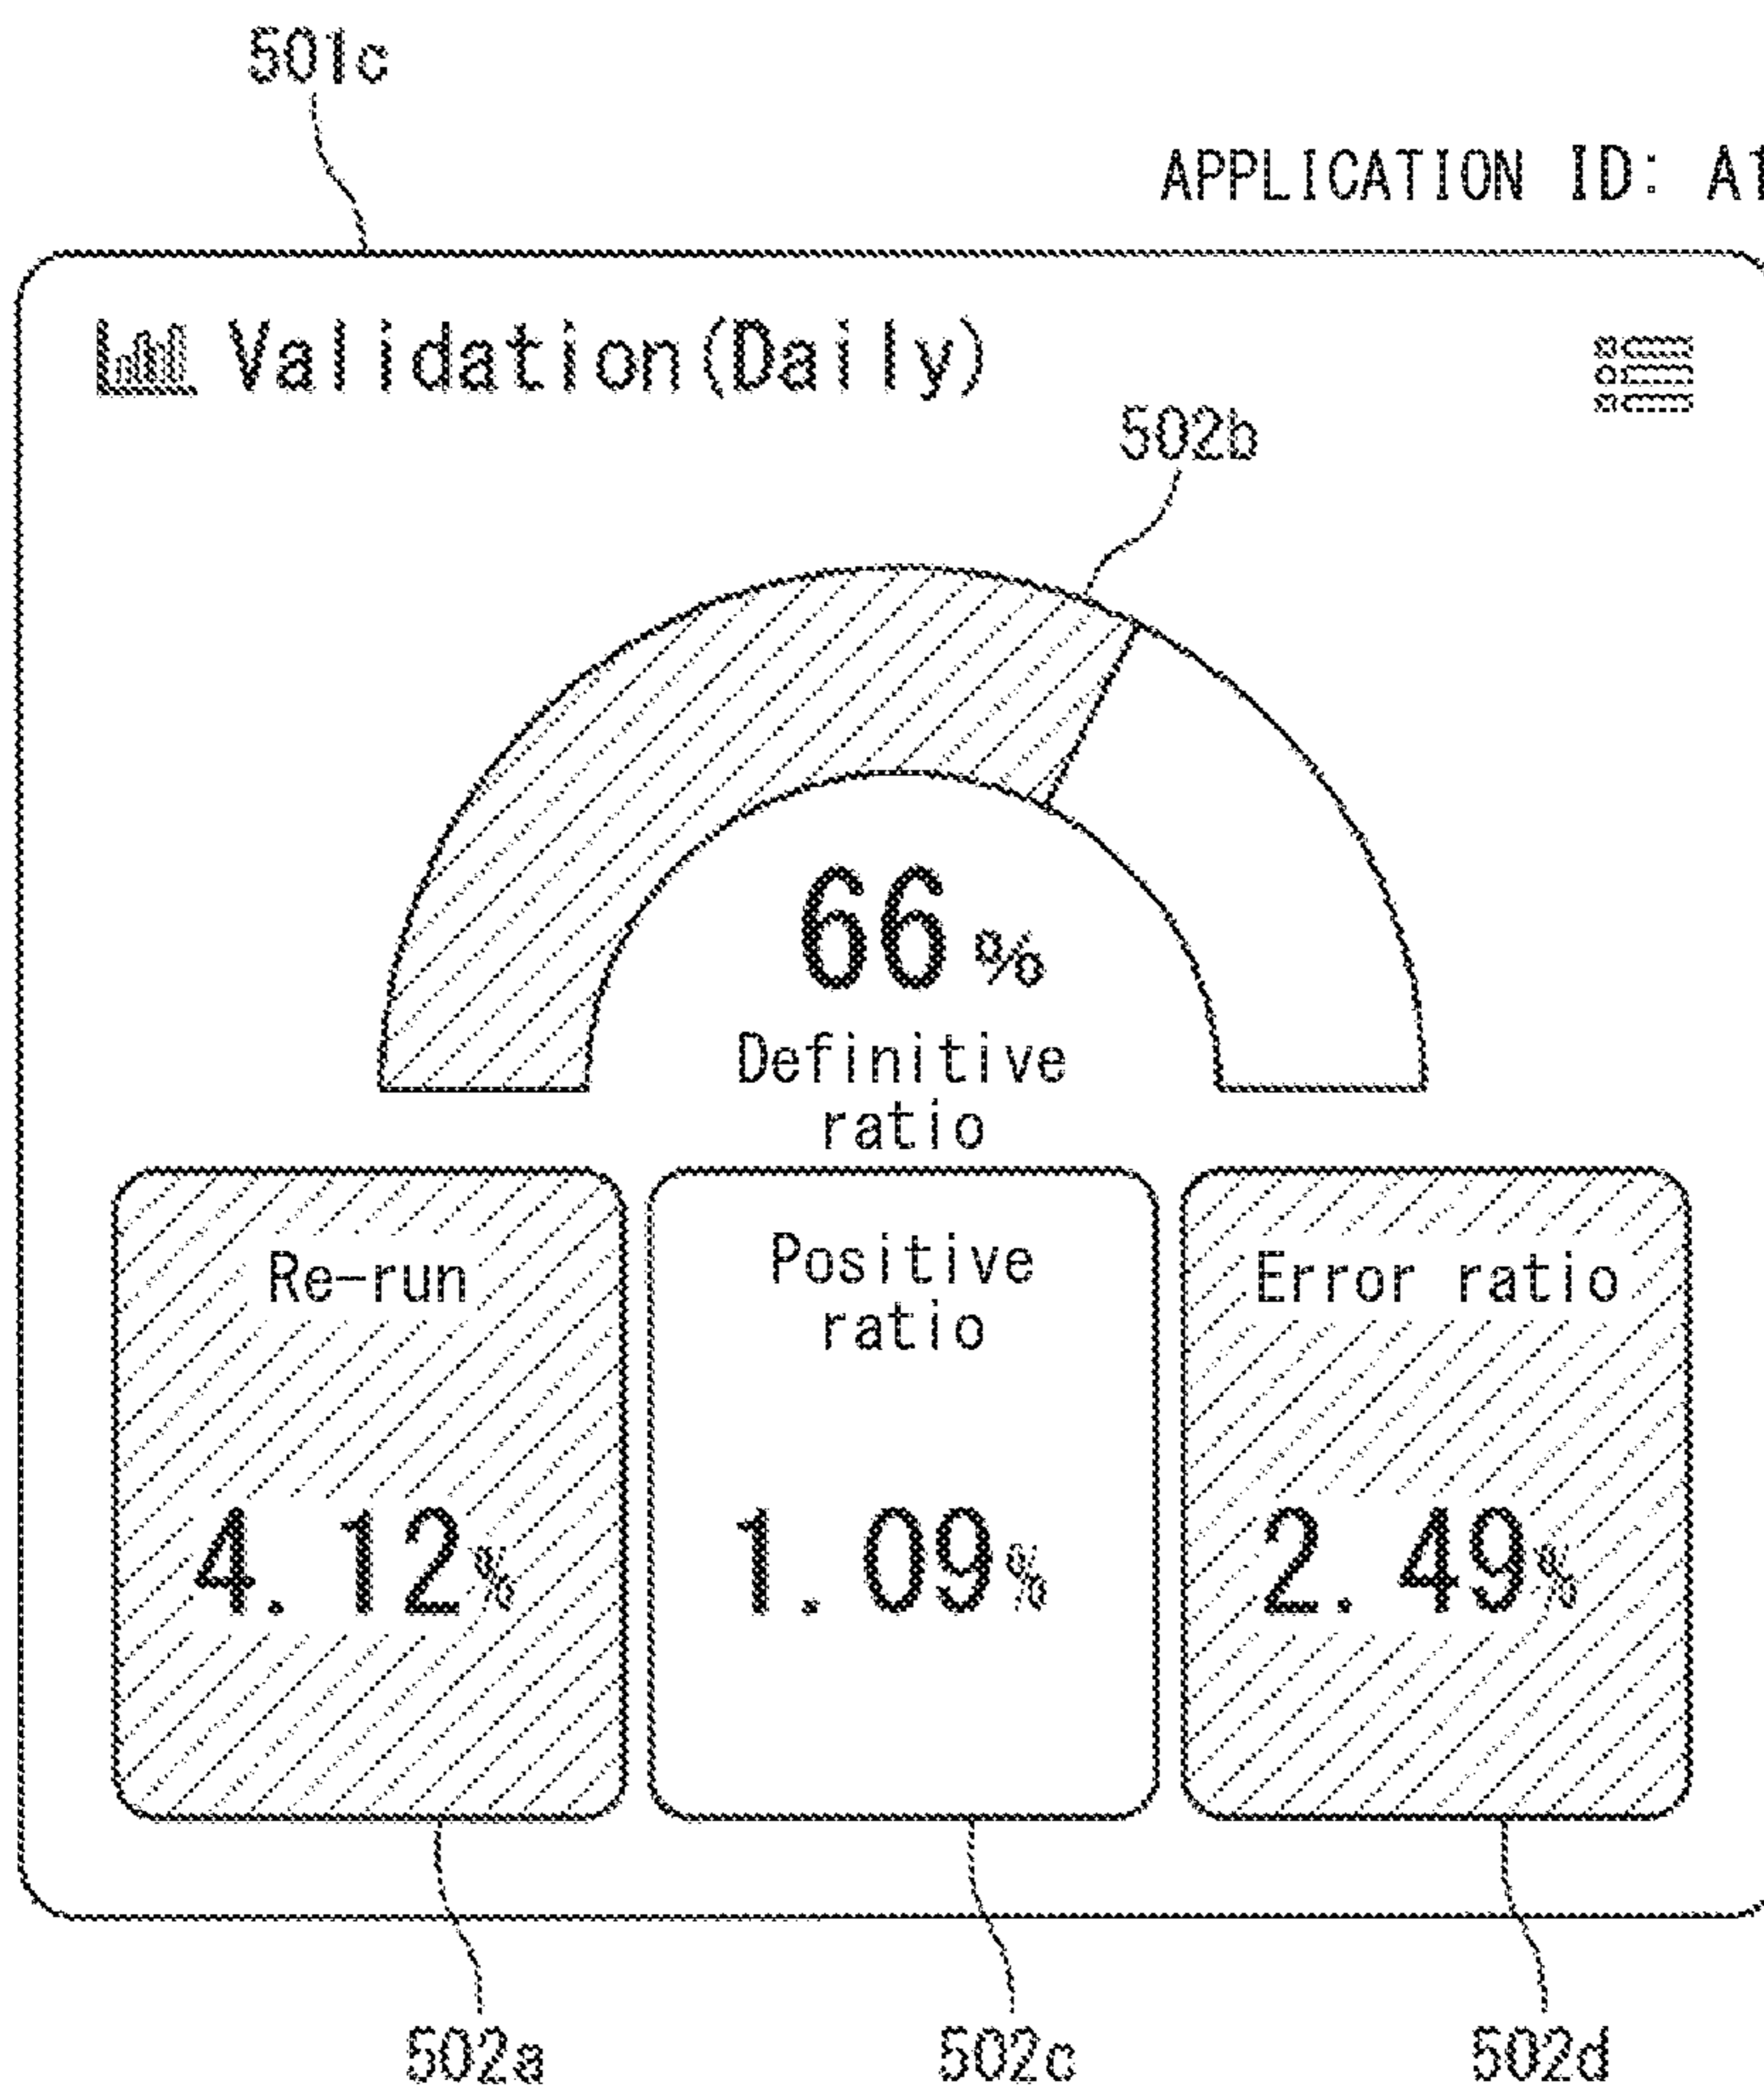 501c
APPLICATION ID: A1
Validation(Daily)
502b
66%
Definitive
ratio
Re-run
4.12%
Positive
ratio
1.09%
Error ratio
2.49%
502a
502c
502d